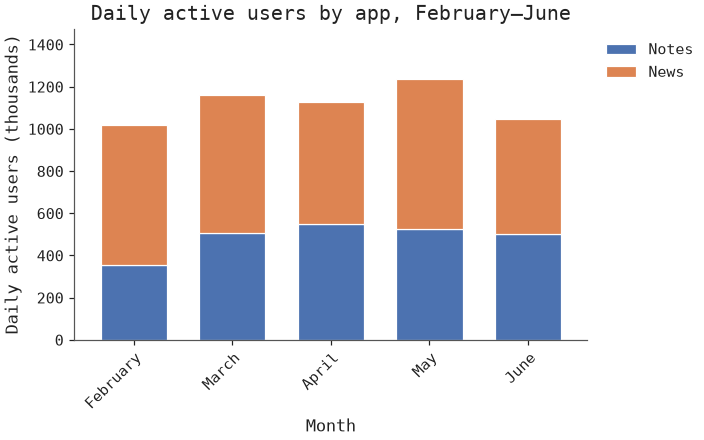 Daily active users by app, February–June
Daily active users (thousands)
1400
1200
1000
800
600
400
200
0
February
March
April
May
June
Month
Notes
News